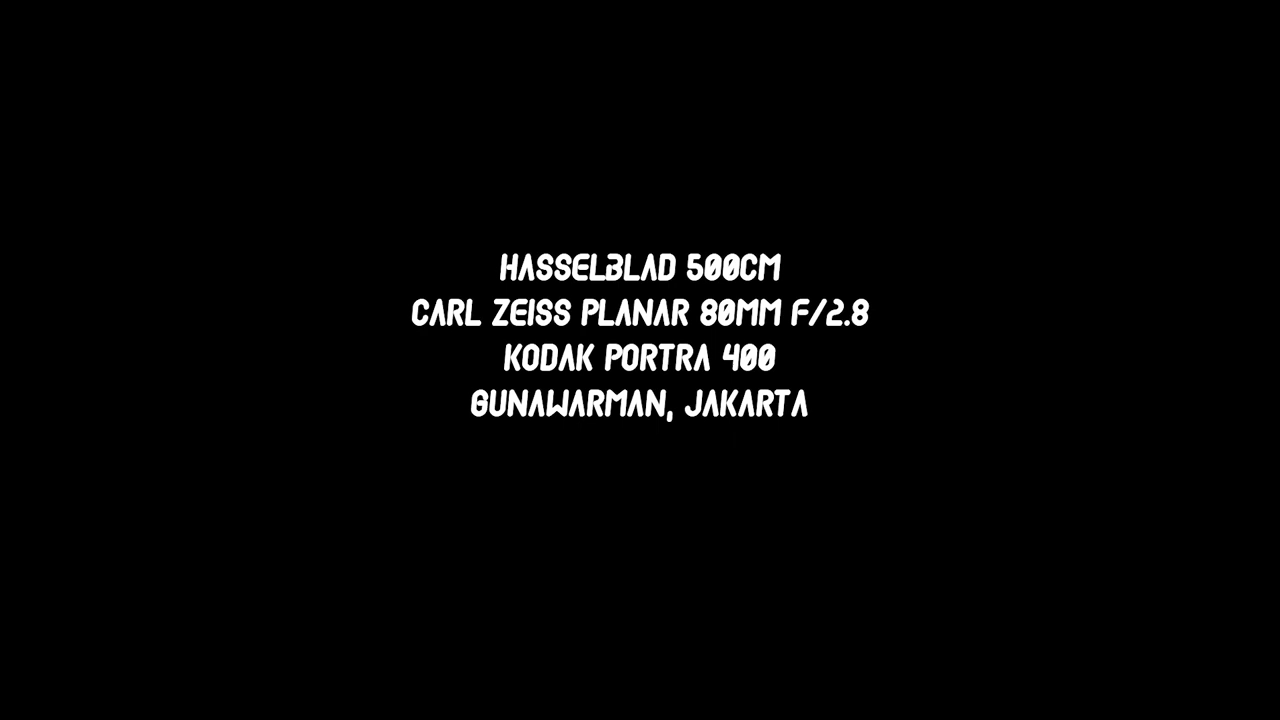 HASSELBLAD 500CM
CARL ZEISS PLANAR 80MM F/2.8
KODAK PORTRA 400
GUNAWARMAN, JAKARTA